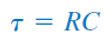 τ = RC